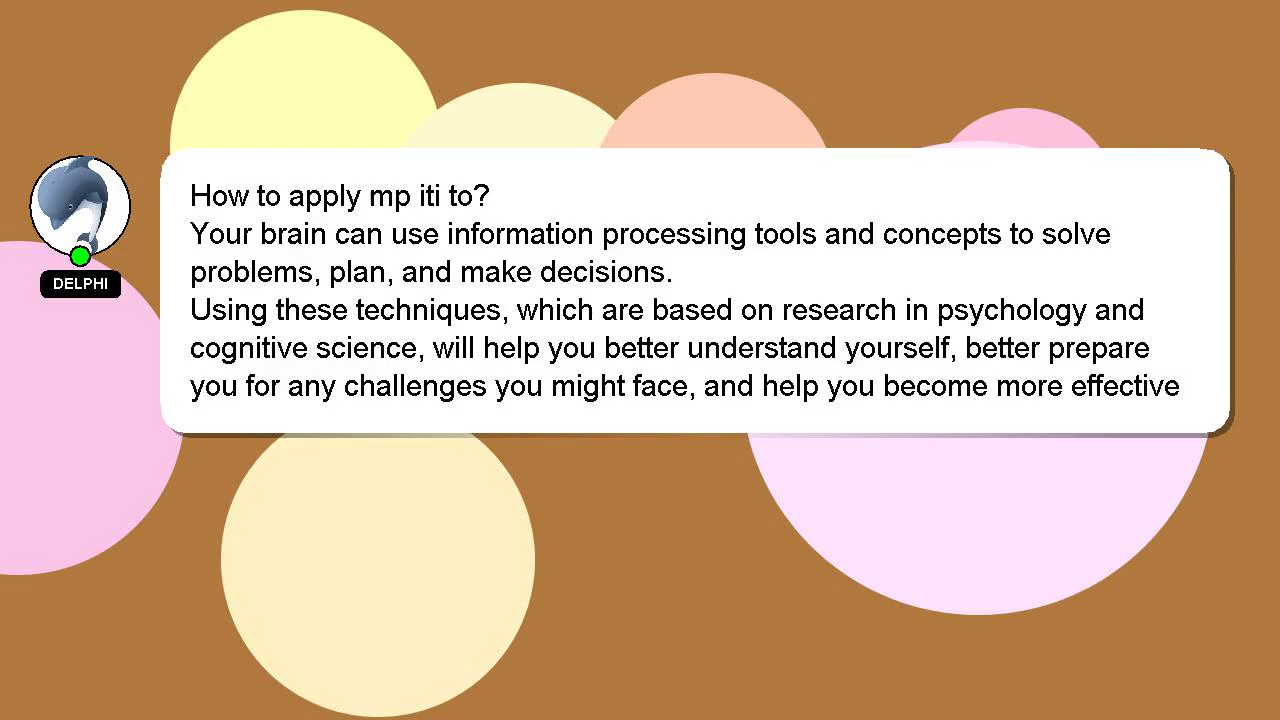 How to apply mp iti to?
Your brain can use information processing tools and concepts to solve
problems, plan, and make decisions.
Using these techniques, which are based on research in psychology and
cognitive science, will help you better understand yourself, better prepare
you for any challenges you might face, and help you become more effective
DELPHI